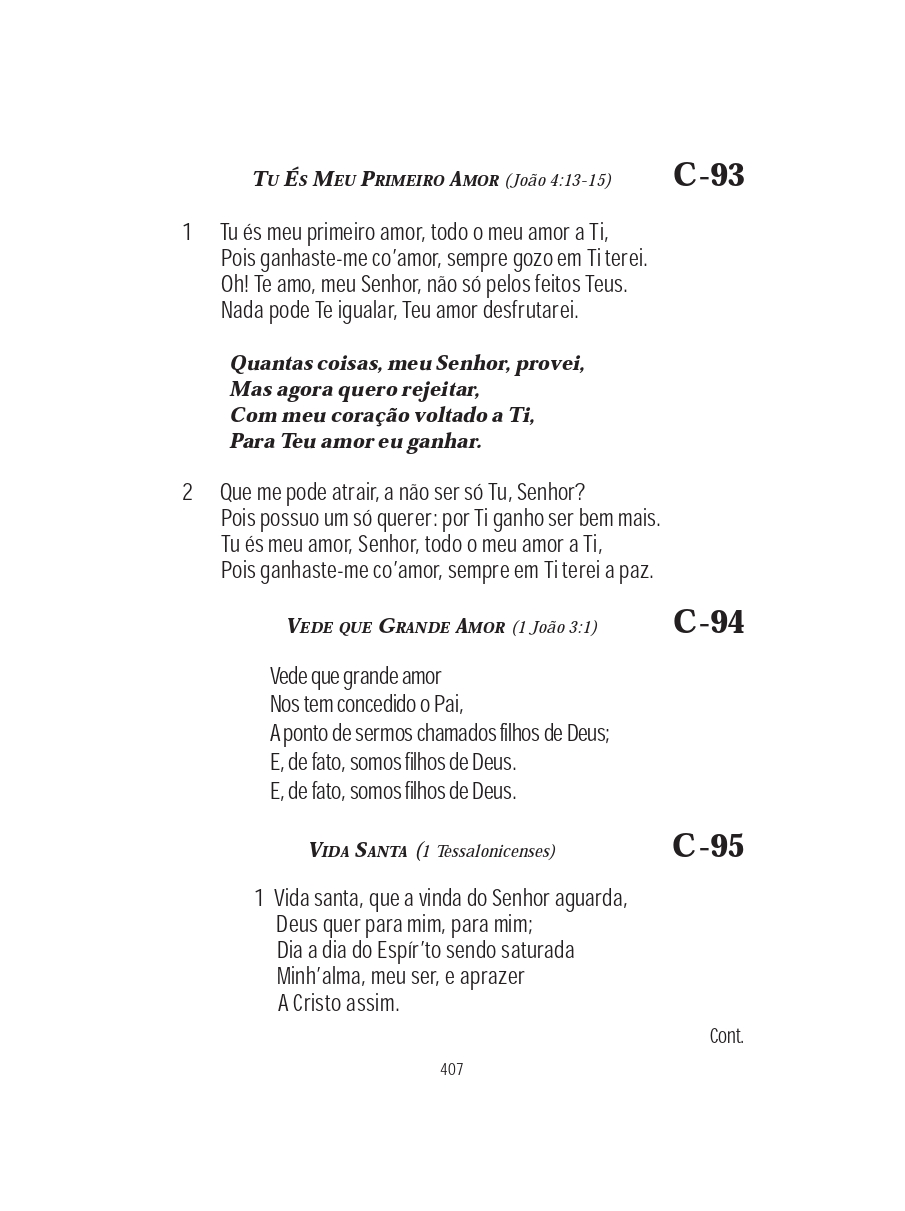 Tu És Meu Primeiro Amor (João 4:13-15) C-93
1 Tu és meu primeiro amor, todo o meu amor a Ti,
Pois ganhaste-me co’amor, sempre gozo em Ti terei.
Oh! Te amo, meu Senhor, não só pelos feitos Teus.
Nada pode Te igualar, Teu amor desfrutarei.
Quantas coisas, meu Senhor, provei,
Mas agora quero rejeitar,
Com meu coração voltado a Ti,
Para Teu amor eu ganhar.
2 Que me pode atrair, a não ser só Tu, Senhor?
Pois possuo um só querer: por Ti ganho ser bem mais.
Tu és meu amor, Senhor, todo o meu amor a Ti,
Pois ganhaste-me co’amor, sempre em Ti terei a paz.
Vede que Grande Amor (1 João 3:1) C-94
Vede que grande amor
Nos tem concedido o Pai,
A ponto de sermos chamados filhos de Deus;
E, de fato, somos filhos de Deus.
E, de fato, somos filhos de Deus.
Vida Santa (1 Tessalonicenses) C-95
1 Vida santa, que a vinda do Senhor aguarda,
Deus quer para mim, para mim;
Dia a dia do Espír’to sendo saturada
Minh’alma, meu ser, e aprazer
A Cristo assim.
Cont.
407